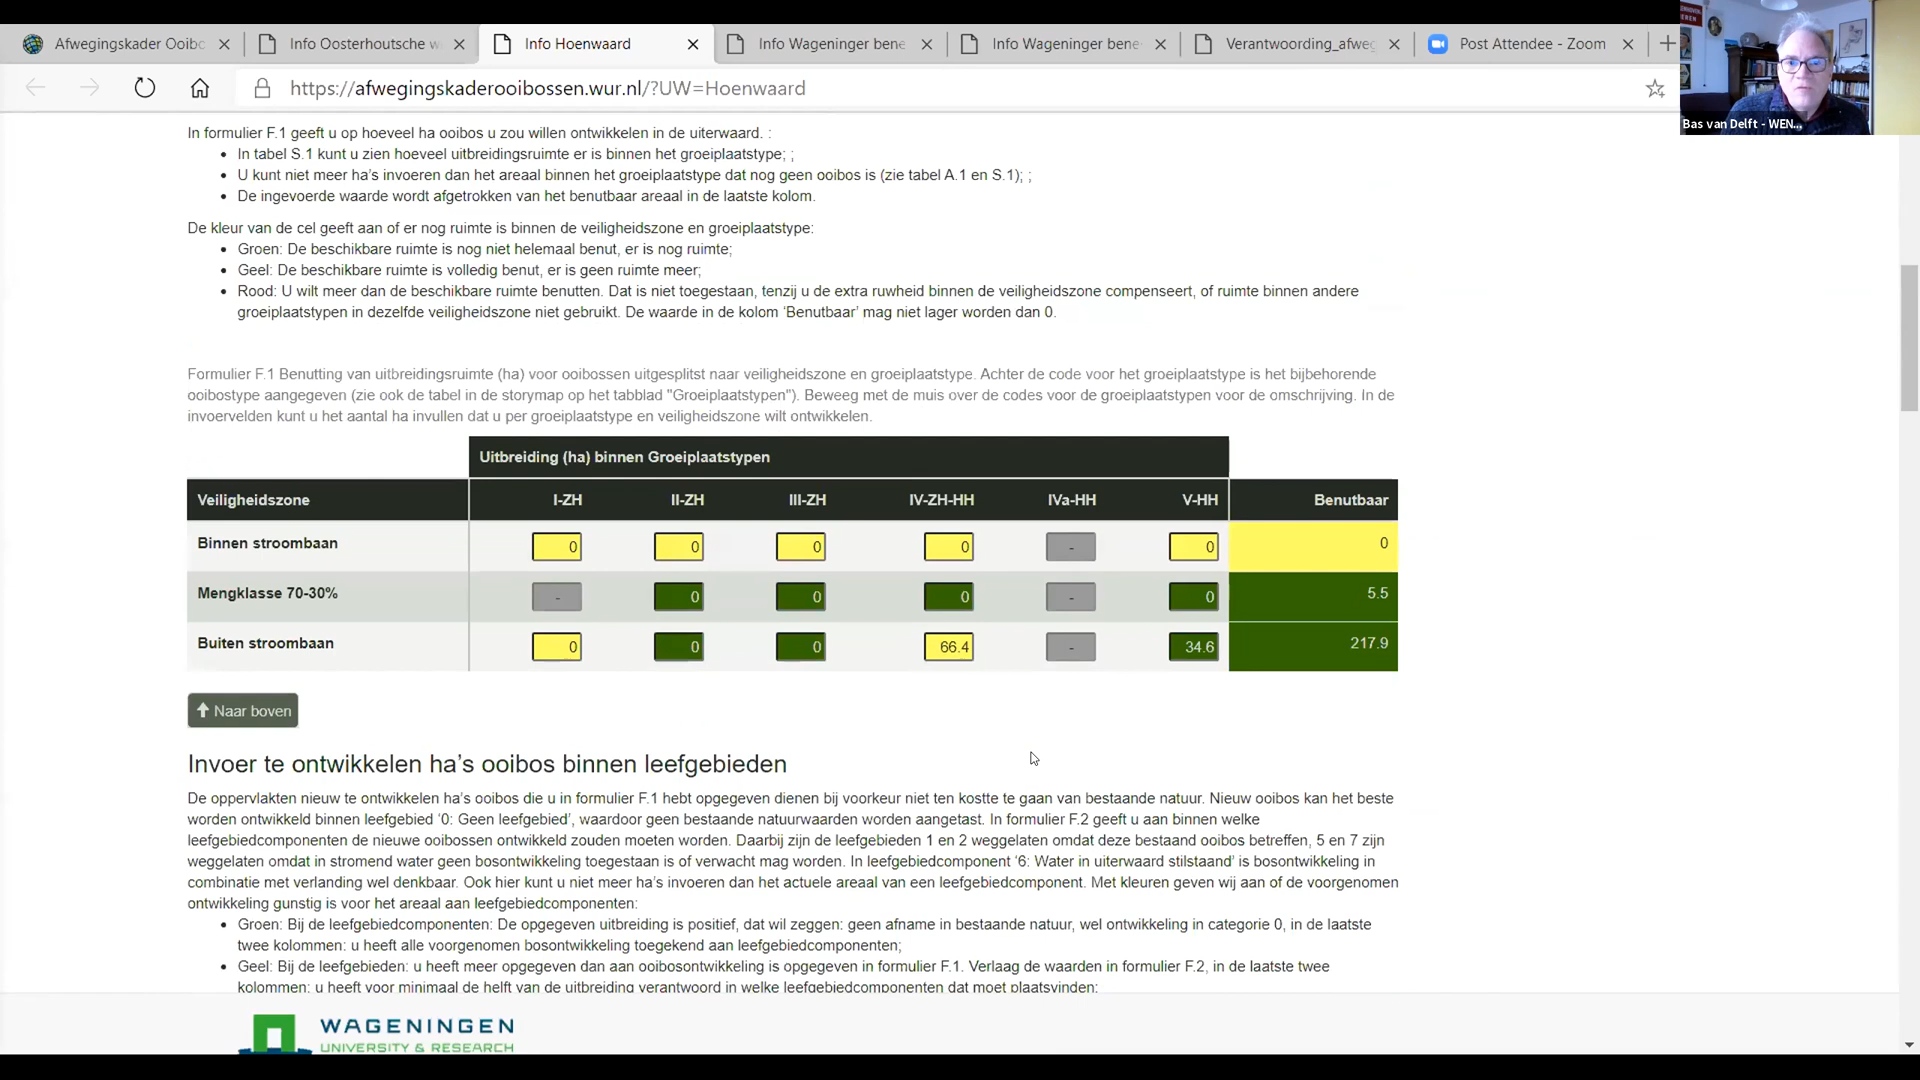 Afwegingskader Ooibo
Info Oosterhoutsche w
Info Hoenwaard
Info Wageninger bene
Info Wageninger bene
Verantwoording_afweg
Post Attendee - Zoom
https://afwegingskaderooibossen.wur.nl/?UW=Hoenwaard
Bas van Delft - WEN...
In formulier F.1 geeft u op hoeveel ha ooibos u zou willen ontwikkelen in de uiterwaard. :
• In tabel S.1 kunt u zien hoeveel uitbreidingsruimte er is binnen het groeiplaatstype; ;
• U kunt niet meer ha's invoeren dan het areaal binnen het groeiplaatstype dat nog geen ooibos is (zie tabel A.1 en S.1); ;
• De ingevoerde waarde wordt afgetrokken van het benutbaar areaal in de laatste kolom.
De kleur van de cel geeft aan of er nog ruimte is binnen de veiligheidszone en groeiplaatstype:
• Groen: De beschikbare ruimte is nog niet helemaal benut, er is nog ruimte;
• Geel: De beschikbare ruimte is volledig benut, er is geen ruimte meer;
• Rood: U wilt meer dan de beschikbare ruimte benutten. Dat is niet toegestaan, tenzij u de extra ruwheid binnen de veiligheidszone compenseert, of ruimte binnen andere
groeiplaatstypen in dezelfde veiligheidszone niet gebruikt. De waarde in de kolom 'Benutbaar' mag niet lager worden dan 0.
Formulier F.1 Benutting van uitbreidingsruimte (ha) voor ooibossen uitgesplitst naar veiligheidszone en groeiplaatstype. Achter de code voor het groeiplaatstype is het bijbehorende
ooibostype aangegeven (zie ook de tabel in de storymap op het tabblad "Groeiplaatstypen"). Beweeg met de muis over de codes voor de groeiplaatstypen voor de omschrijving. In de
invoervelden kunt u het aantal ha invullen dat u per groeiplaatstype en veiligheidszone wilt ontwikkelen.
Uitbreiding (ha) binnen Groeiplaatstypen
Veiligheidszone I-ZH II-ZH III-ZH IV-ZH-HH IVa-HH V-HH Benutbaar
Binnen stroombaan 0 0 0 0 - 0 0
Mengklasse 70-30% - 0 0 0 - 0 5.5
Buiten stroombaan 0 0 0 66.4 - 34.6 217.9
Naar boven
Invoer te ontwikkelen ha's ooibos binnen leefgebieden
De oppervlakten nieuw te ontwikkelen ha's ooibos die u in formulier F.1 hebt opgegeven dienen bij voorkeur niet ten kostte te gaan van bestaande natuur. Nieuw ooibos kan het beste
worden ontwikkeld binnen leefgebied '0: Geen leefgebied', waardoor geen bestaande natuurwaarden worden aangetast. In formulier F.2 geeft u aan binnen welke
leefgebiedcomponenten de nieuwe ooibossen ontwikkeld zouden moeten worden. Daarbij zijn de leefgebieden 1 en 2 weggelaten omdat deze bestaand ooibos betreffen, 5 en 7 zijn
weggelaten omdat in stromend water geen bosontwikkeling toegestaan is of verwacht mag worden. In leefgebiedcomponent '6: Water in uiterwaard stilstaand' is bosontwikkeling in
combinatie met verlanding wel denkbaar. Ook hier kunt u niet meer ha's invoeren dan het actuele areaal van een leefgebiedcomponent. Met kleuren geven wij aan of de voorgenomen
ontwikkeling gunstig is voor het areaal aan leefgebiedcomponenten:
• Groen: Bij de leefgebiedcomponenten: De opgegeven uitbreiding is positief, dat wil zeggen: geen afname in bestaande natuur, wel ontwikkeling in categorie 0, in de laatste
twee kolommen: u heeft alle voorgenomen bosontwikkeling toegekend aan leefgebiedcomponenten;
• Geel: Bij de leefgebieden: u heeft meer opgegeven dan aan ooibosontwikkeling is opgegeven in formulier F.1. Verlaag de waarden in formulier F.2, in de laatste twee
kolommen: u heeft voor minimaal de helft van de uitbreiding verantwoord in welke leefgebiedcomponenten dat moet plaatsvinden;
WAGENINGEN
UNIVERSITY & RESEARCH